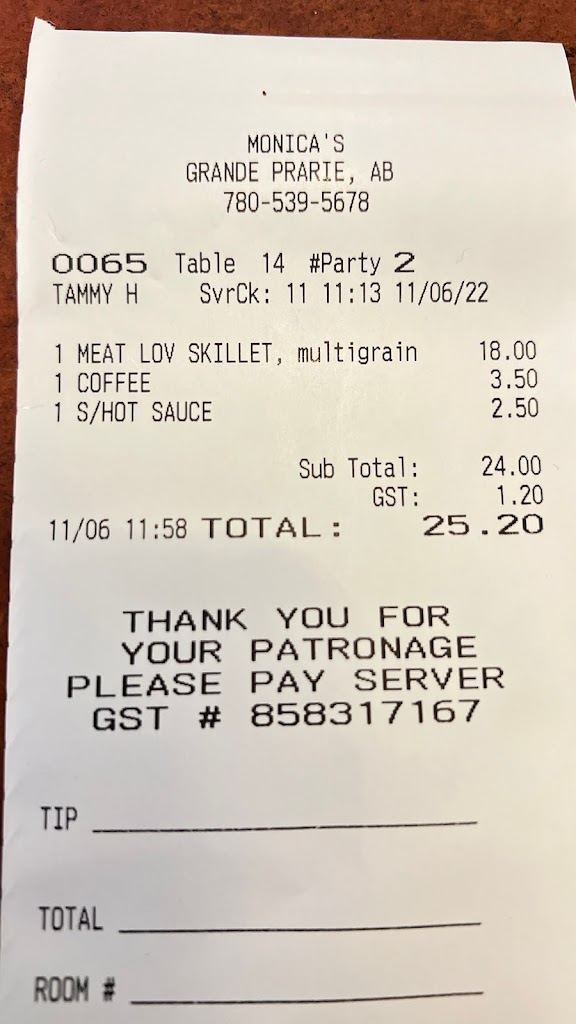 MONICA'S
GRANDE PRARIE, AB
780-539-5678
0065 Table 14 #Party 2
TAMMY H SvrCk: 11 11:13 11/06/22
1 MEAT LOV SKILLET, multigrain 18.00
1 COFFEE 3.50
1 S/HOT SAUCE 2.50
Sub Total: 24.00
GST: 1.20
11/06 11:58 TOTAL: 25.20
THANK YOU FOR
YOUR PATRONAGE
PLEASE PAY SERVER
GST # 858317167
TIP
TOTAL
ROOM #